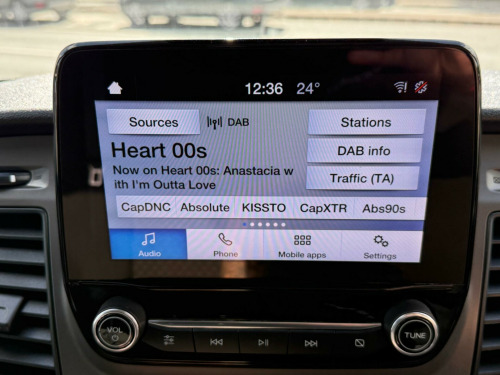 12:36 24°
Sources DAB Stations
Heart 00s
DAB info
Now on Heart 00s: Anastacia w
ith I'm Outta Love
Traffic (TA)
CapDNC Absolute KISSTO CapXTR Abs90s
Audio Phone Mobile apps Settings
VOL TUNE